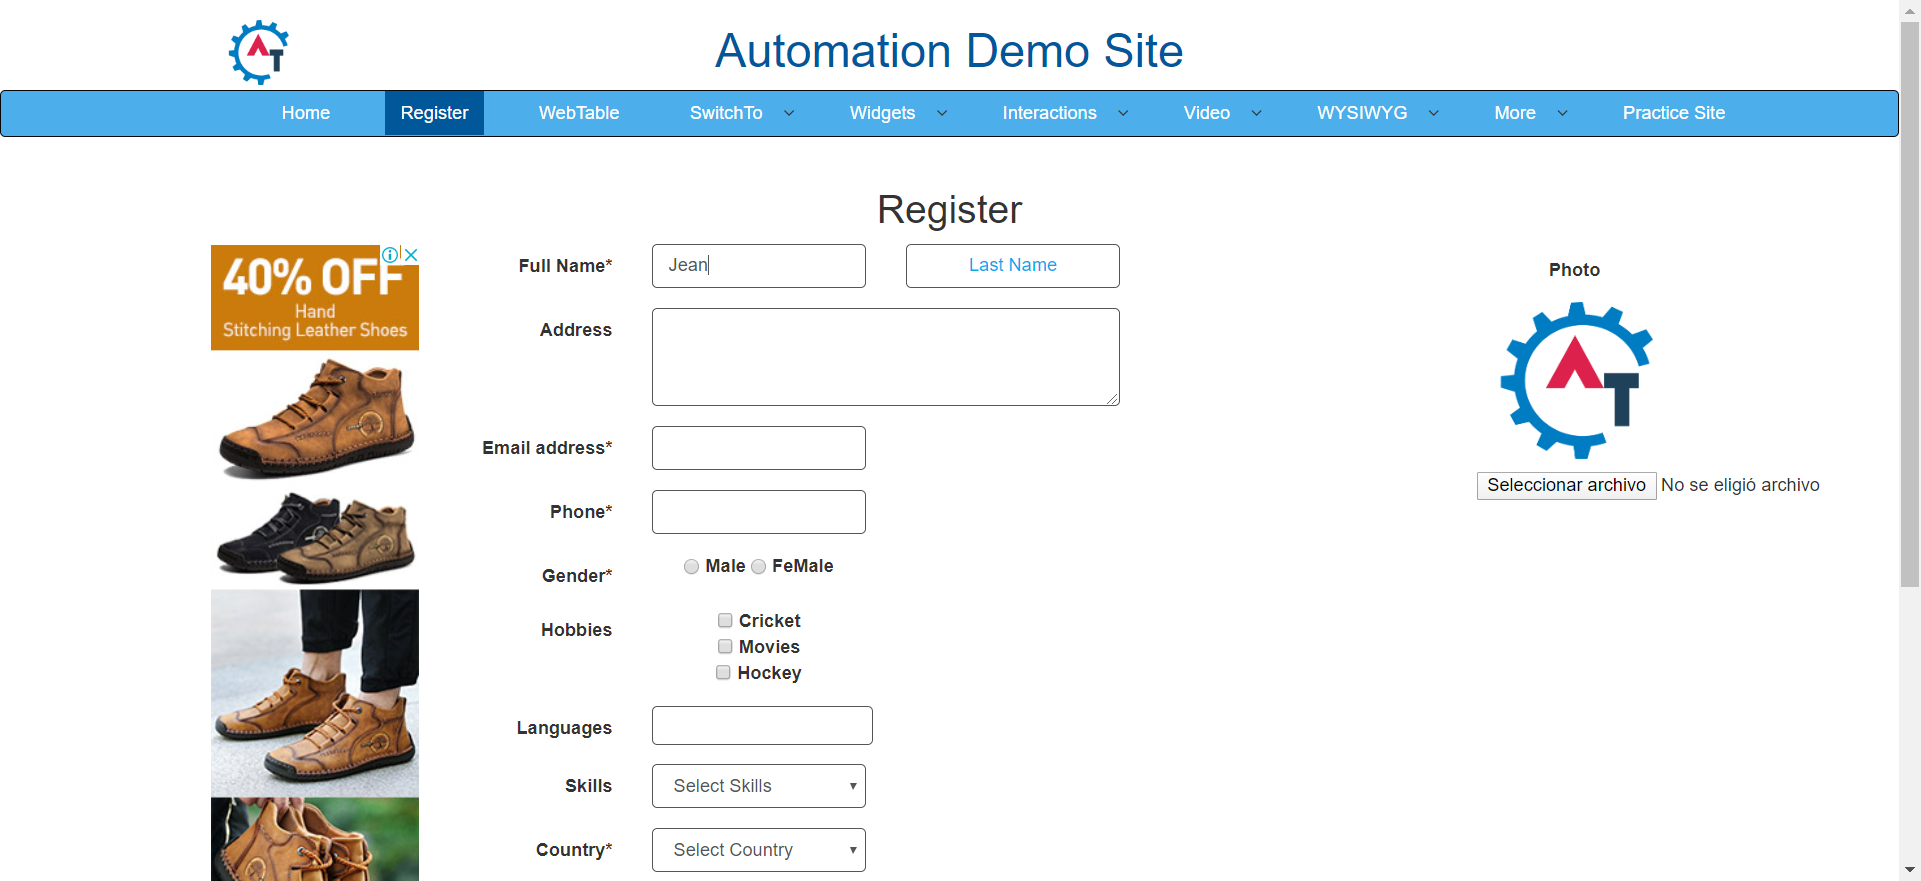 Automation Demo Site
Home Register WebTable SwitchTo Widgets Interactions Video WYSIWYG More Practice Site
Register
40% OFF
Hand
Stitching Leather Shoes
Full Name* Jean Last Name
Address
Email address*
Phone*
Gender* Male FeMale
Hobbies Cricket
Movies
Hockey
Languages
Skills Select Skills
Country* Select Country
Photo
AT
Seleccionar archivo No se eligió archivo